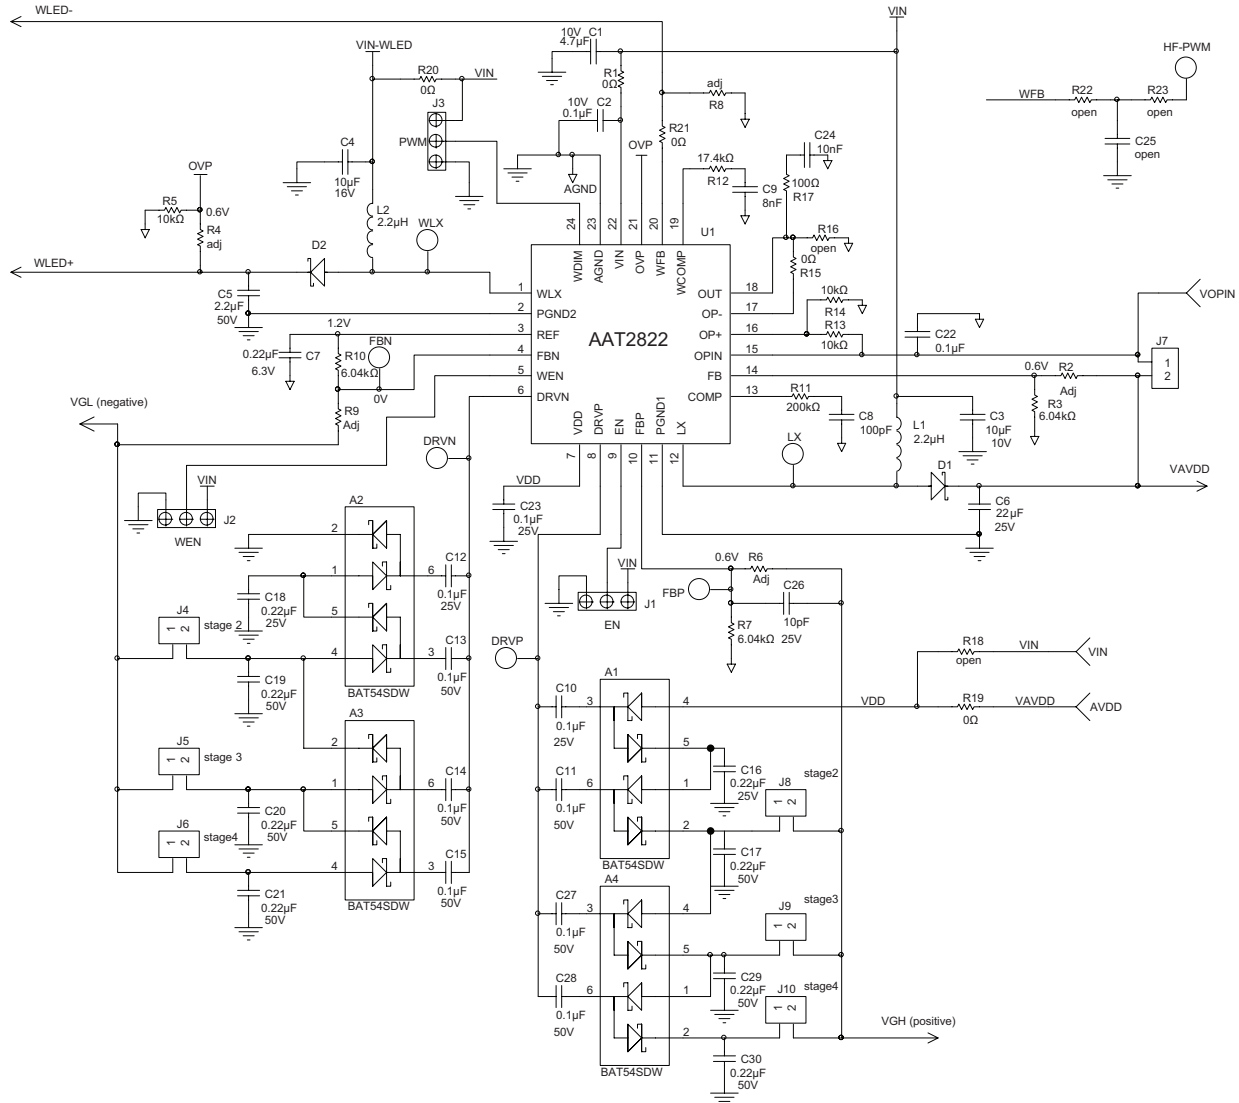 WLED-
VIN
VIN-WLED
10V C1
4.7µF
HF-PWM
R20
0Ω
VIN
R1
0Ω
adj
R8
WFB
R22
open
R23
open
J3
PWM
10V C2
0.1µF
R21
0Ω
C24
10nF
C25
open
C4
10µF
16V
OVP
17.4kΩ
R12
100Ω
R17
C9
8nF
AGND
OVP
R5
10kΩ
0.6V
R4
adj
L2
2.2µH
WLX
24
23
22
21
20
19
U1
R16
open
0Ω
R15
WLED+
D2
WDIM
AGND
VIN
OVP
WFB
WCOMP
C5
2.2µF
50V
1 WLX
2 PGND2
3 REF
4 FBN
5 WEN
6 DRVN
AAT2822
OUT 18
OP- 17
OP+ 16
OPIN 15
FB 14
COMP 13
10kΩ
R14
R13
10kΩ
VOPIN
1.2V
FBN
0.22µF C7
6.3V
R10
6.04kΩ
0V
C22
0.1µF
J7
1
2
0.6V
R2
Adj
R3
6.04kΩ
R11
200kΩ
C8
100pF
L1
2.2µH
C3
10µF
10V
VGL (negative)
R9
Adj
VDD
DRVP
EN
FBP
PGND1
LX
7
8
9
10
11
12
DRVN
LX
D1
VAVDD
VDD
C23
0.1µF
25V
C6
22µF
25V
VIN
J2
WEN
A2
2
1
5
4
6
3
BAT54SDW
C12
0.1µF
25V
C18
0.22µF
25V
J4
1 2
stage 2
C13
0.1µF
50V
C19
0.22µF
50V
VIN
J1
EN
0.6V
R6
Adj
FBP
C26
10pF
25V
R7
6.04kΩ
DRVP
R18
open
VIN
VIN
R19
0Ω
VAVDD
AVDD
VDD
A3
2
1
5
4
6
3
BAT54SDW
J5
1 2
stage 3
C14
0.1µF
50V
C20
0.22µF
50V
J6
1 2
stage4
C15
0.1µF
50V
C21
0.22µF
50V
A1
3
6
4
5
1
2
BAT54SDW
C10
0.1µF
25V
C11
0.1µF
50V
C16
0.22µF
25V
J8
1 2
stage2
C17
0.22µF
50V
A4
3
6
4
5
1
2
BAT54SDW
C27
0.1µF
50V
C28
0.1µF
50V
J9
1 2
stage3
C29
0.22µF
50V
J10
1 2
stage4
C30
0.22µF
50V
VGH (positive)